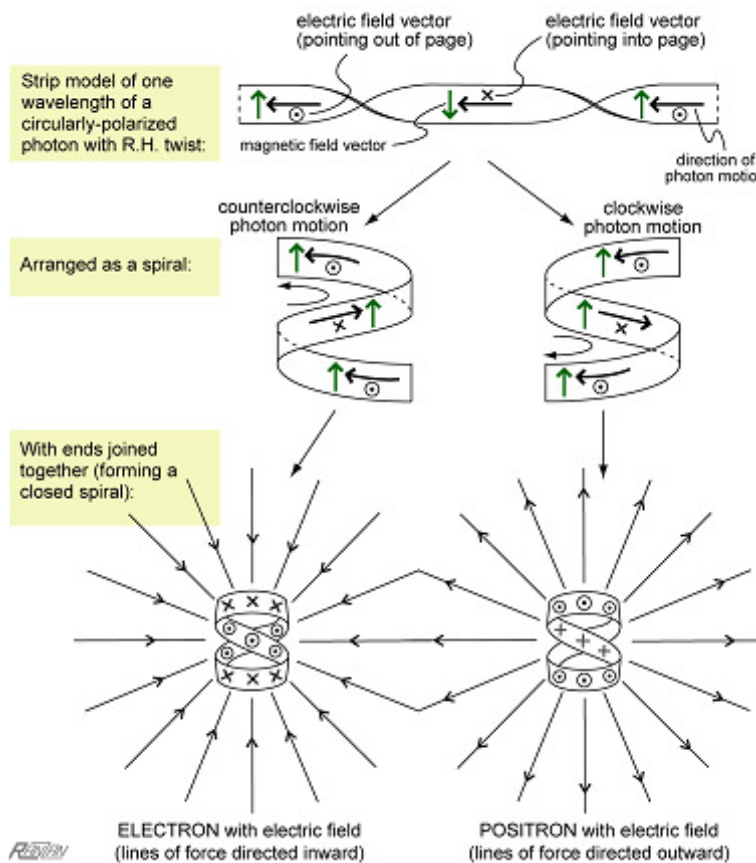 electric field vector
(pointing out of page)
electric field vector
(pointing into page)
Strip model of one
wavelength of a
circularly-polarized
photon with R.H. twist:
magnetic field vector
direction of
photon motion
counterclockwise
photon motion
clockwise
photon motion
Arranged as a spiral:
With ends joined
together (forming a
closed spiral):
ELECTRON with electric field
(lines of force directed inward)
POSITRON with electric field
(lines of force directed outward)